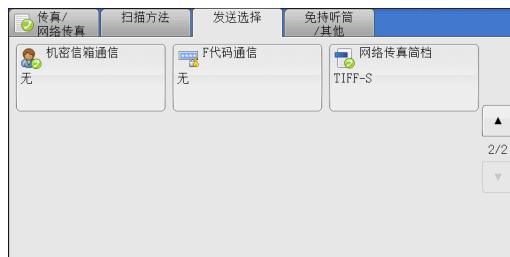 传真/
网络传真
扫描方法
发送选择
免持听筒
/其他
机密信箱通信
无
F代码通信
无
网络传真简档
TIFF-S
2/2